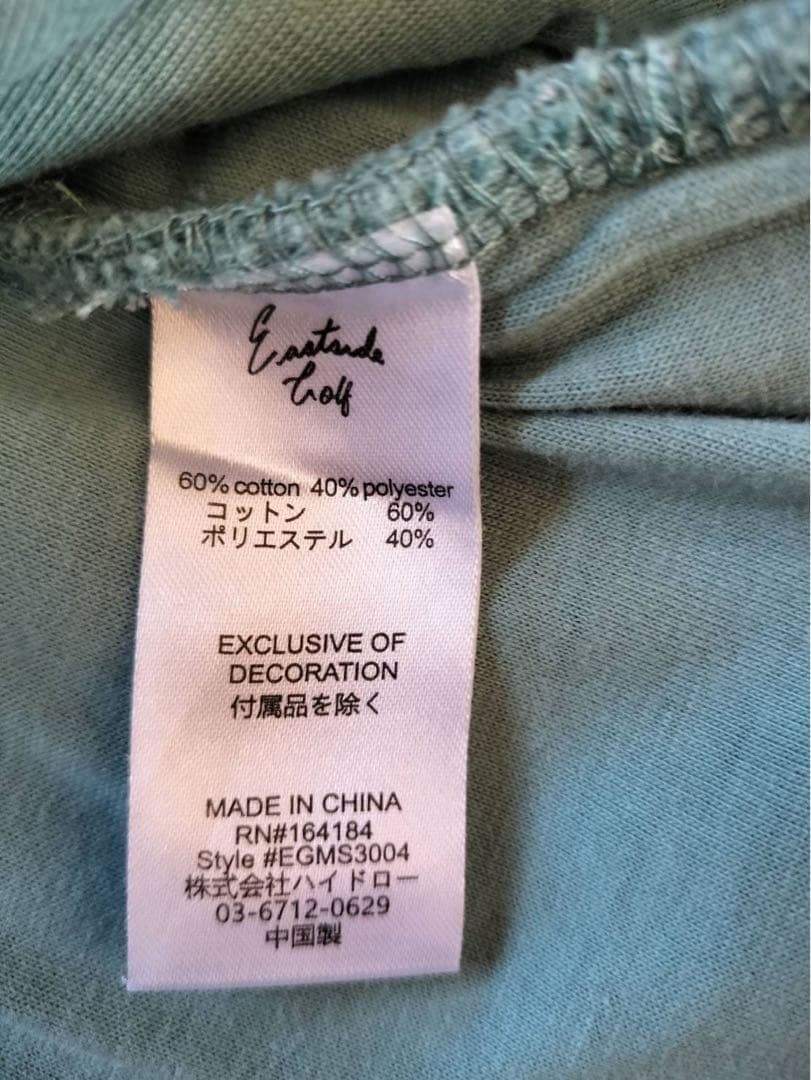 Eastside
Golf
60% cotton 40% polyester
コットン 60%
ポリエステル 40%
EXCLUSIVE OF
DECORATION
付属品を除く
MADE IN CHINA
RN#164184
Style #EGMS3004
株式会社ハイドロー
03-6712-0629
中国製